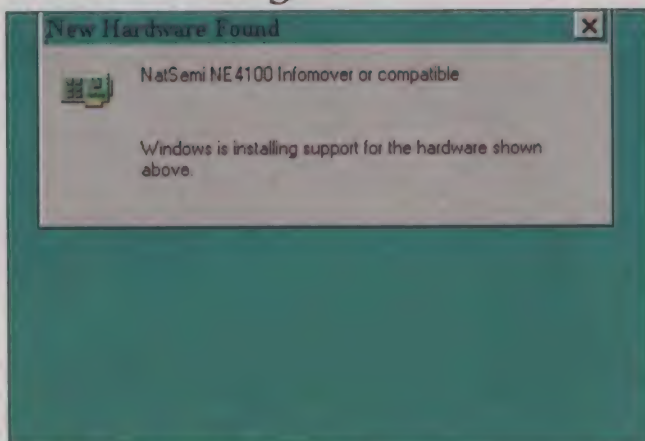 New Hardware Found
NatSemi NE4100 Infomover or compatible
Windows is installing support for the hardware shown
above.